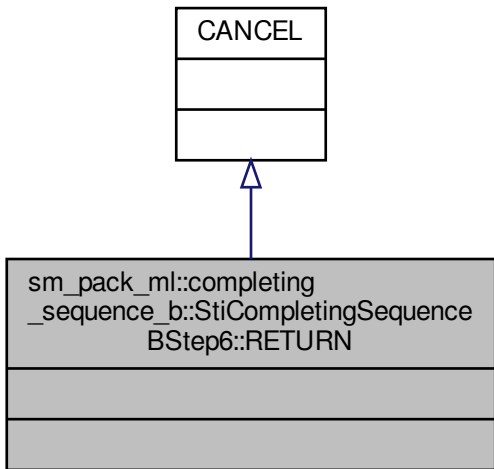 CANCEL
sm_pack_ml::completing
_sequence_b::StiCompletingSequence
BStep6::RETURN